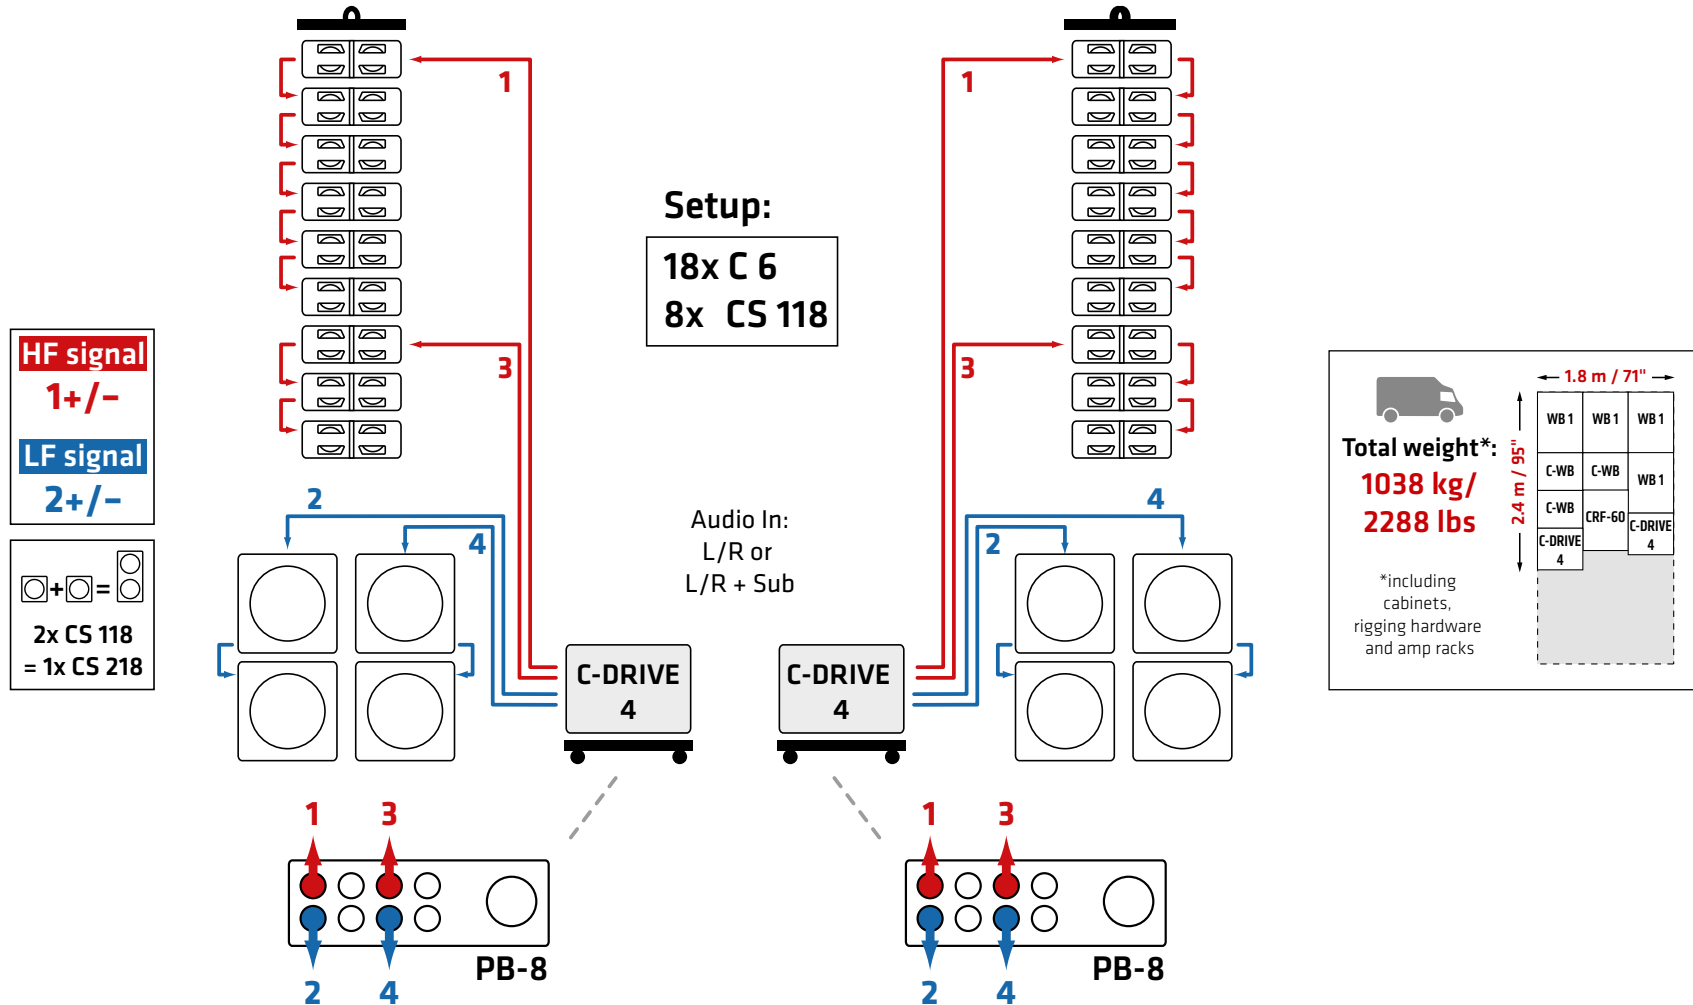 1
3
2
4
1
3
4
2
Setup:
18x C 6
8x CS 118
HF signal
1+/−
LF signal
2+/−
+ =
2x CS 118
= 1x CS 218
Audio In:
L/R or
L/R + Sub
C-DRIVE
4
C-DRIVE
4
1 3
2 4
PB-8
1 3
2 4
PB-8
Total weight*:
1038 kg/
2288 lbs
*including
cabinets,
rigging hardware
and amp racks
1.8 m / 71"
2.4 m / 95"
WB 1 WB 1 WB 1
C-WB C-WB WB 1
C-WB CRF-60 C-DRIVE
4
C-DRIVE
4